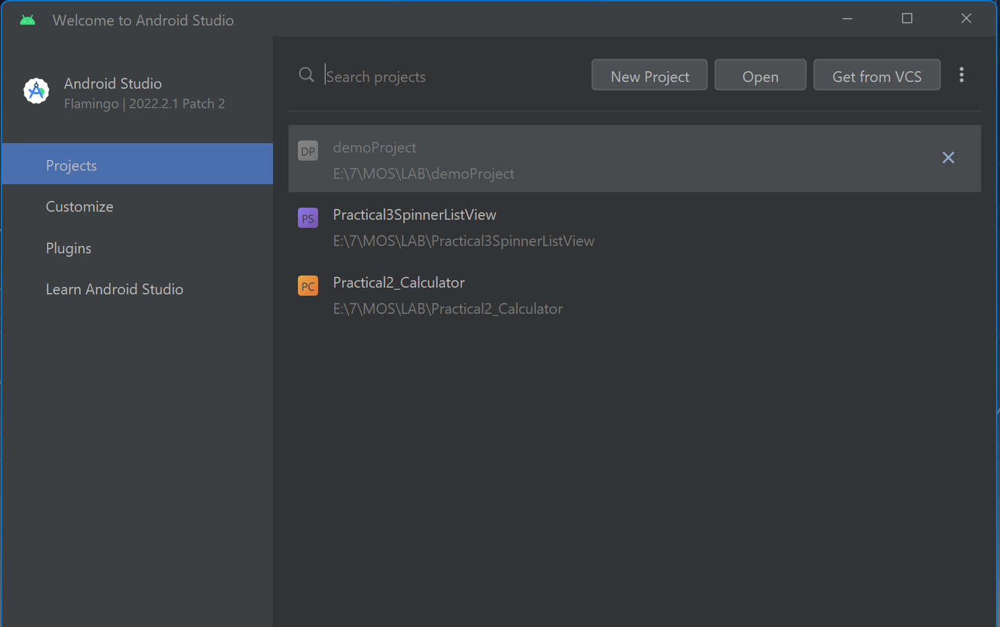 Welcome to Android Studio
Android Studio
Flamingo | 2022.2.1 Patch 2
Projects
Customize
Plugins
Learn Android Studio
Search projects
New Project
Open
Get from VCS
DP
demoProject
E:\7\MOS\LAB\demoProject
PS
Practical3SpinnerListView
E:\7\MOS\LAB\Practical3SpinnerListView
PC
Practical2_Calculator
E:\7\MOS\LAB\Practical2_Calculator